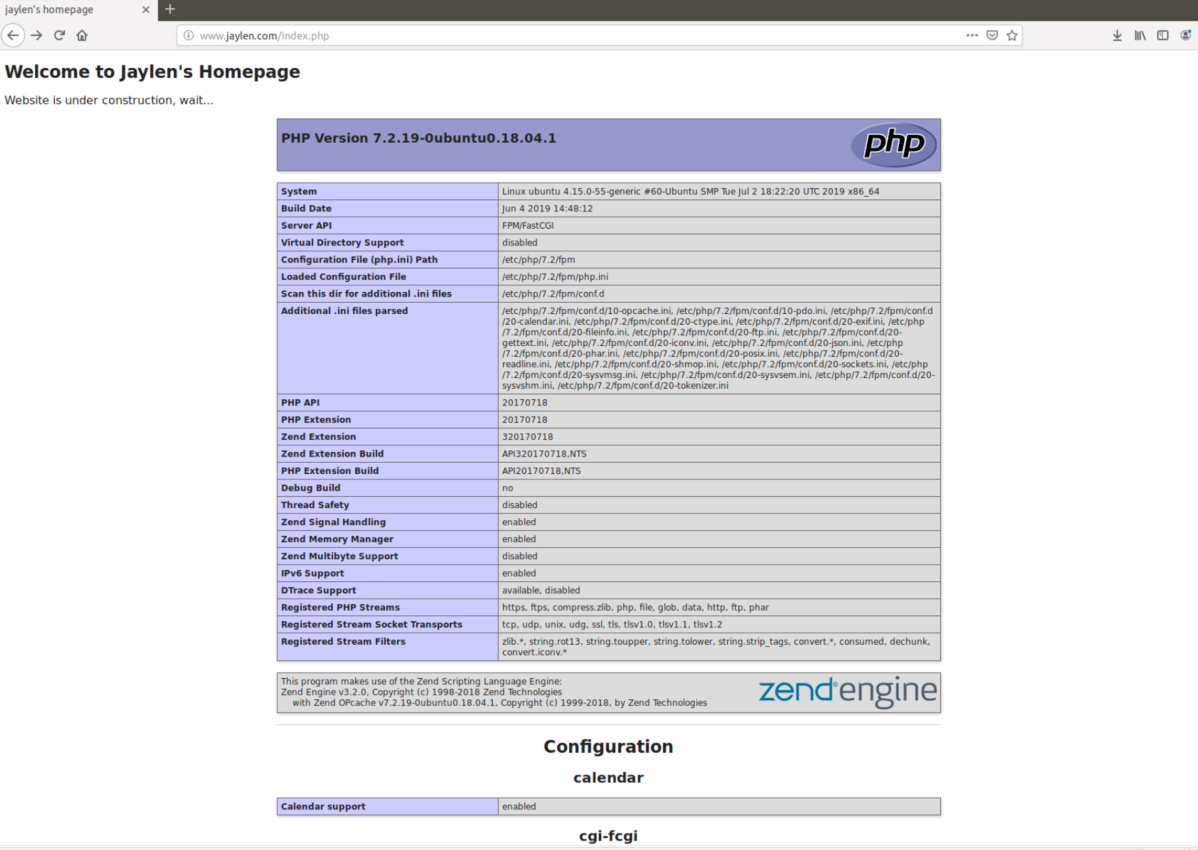 jaylen's homepage
www.jaylen.com/index.php
Welcome to Jaylen's Homepage
Website is under construction, wait...
PHP Version 7.2.19-0ubuntu0.18.04.1
php
System Linux ubuntu 4.15.0-55-generic #60-Ubuntu SMP Tue Jul 2 18:22:20 UTC 2019 x86_64
Build Date Jun 4 2019 14:48:12
Server API FPM/FastCGI
Virtual Directory Support disabled
Configuration File (php.ini) Path /etc/php/7.2/fpm
Loaded Configuration File /etc/php/7.2/fpm/php.ini
Scan this dir for additional .ini files /etc/php/7.2/fpm/conf.d
Additional .ini files parsed /etc/php/7.2/fpm/conf.d/10-opcache.ini, /etc/php/7.2/fpm/conf.d/10-pdo.ini, /etc/php/7.2/fpm/conf.d
/20-calendar.ini, /etc/php/7.2/fpm/conf.d/20-ctype.ini, /etc/php/7.2/fpm/conf.d/20-exif.ini, /etc/php
/7.2/fpm/conf.d/20-fileinfo.ini, /etc/php/7.2/fpm/conf.d/20-ftp.ini, /etc/php/7.2/fpm/conf.d/20-
gettext.ini, /etc/php/7.2/fpm/conf.d/20-iconv.ini, /etc/php/7.2/fpm/conf.d/20-json.ini, /etc/php
/7.2/fpm/conf.d/20-phar.ini, /etc/php/7.2/fpm/conf.d/20-posix.ini, /etc/php/7.2/fpm/conf.d/20-
readline.ini, /etc/php/7.2/fpm/conf.d/20-shmop.ini, /etc/php/7.2/fpm/conf.d/20-sockets.ini, /etc/php
/7.2/fpm/conf.d/20-sysvmsg.ini, /etc/php/7.2/fpm/conf.d/20-sysvsem.ini, /etc/php/7.2/fpm/conf.d/20-
sysvshm.ini, /etc/php/7.2/fpm/conf.d/20-tokenizer.ini
PHP API 20170718
PHP Extension 20170718
Zend Extension 320170718
Zend Extension Build API320170718,NTS
PHP Extension Build API20170718,NTS
Debug Build no
Thread Safety disabled
Zend Signal Handling enabled
Zend Memory Manager enabled
Zend Multibyte Support disabled
IPv6 Support enabled
DTrace Support available, disabled
Registered PHP Streams https, ftps, compress.zlib, php, file, glob, data, http, ftp, phar
Registered Stream Socket Transports tcp, udp, unix, udg, ssl, tls, tlsv1.0, tlsv1.1, tlsv1.2
Registered Stream Filters zlib.*, string.rot13, string.toupper, string.tolower, string.strip_tags, convert.*, consumed, dechunk,
convert.iconv.*
This program makes use of the Zend Scripting Language Engine:
Zend Engine v3.2.0, Copyright (c) 1998-2018 Zend Technologies
with Zend OPcache v7.2.19-0ubuntu0.18.04.1, Copyright (c) 1999-2018, by Zend Technologies
zend engine
Configuration
calendar
Calendar support enabled
cgi-fcgi